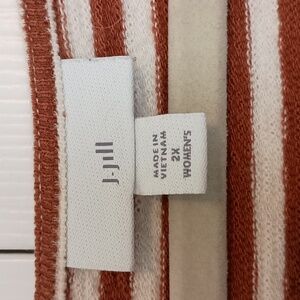 J.Jill
MADE IN
VIETNAM
2X
WOMEN'S